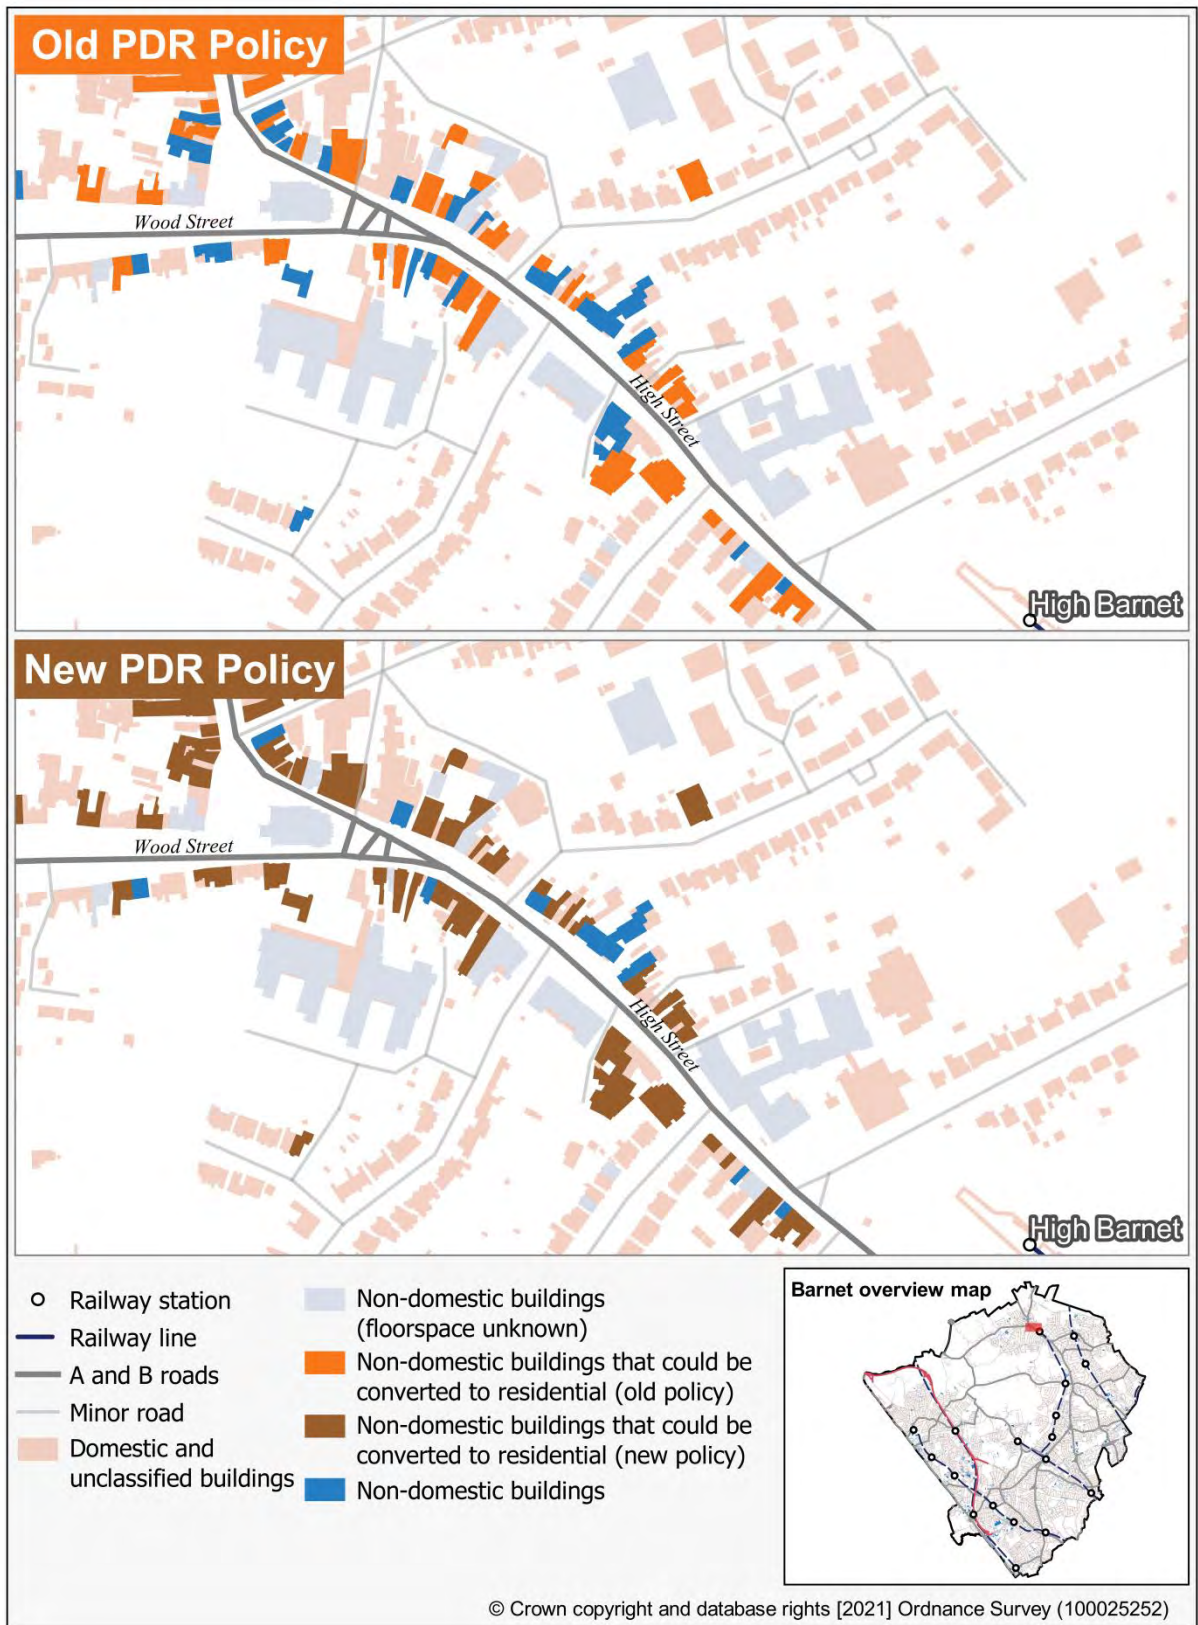 Old PDR Policy
Wood Street
High Street
High Barnet
New PDR Policy
Wood Street
High Street
High Barnet
Railway station
Railway line
A and B roads
Minor road
Domestic and
unclassified buildings
Non-domestic buildings
(floorspace unknown)
Non-domestic buildings that could be
converted to residential (old policy)
Non-domestic buildings that could be
converted to residential (new policy)
Non-domestic buildings
Barnet overview map
© Crown copyright and database rights [2021] Ordnance Survey (100025252)